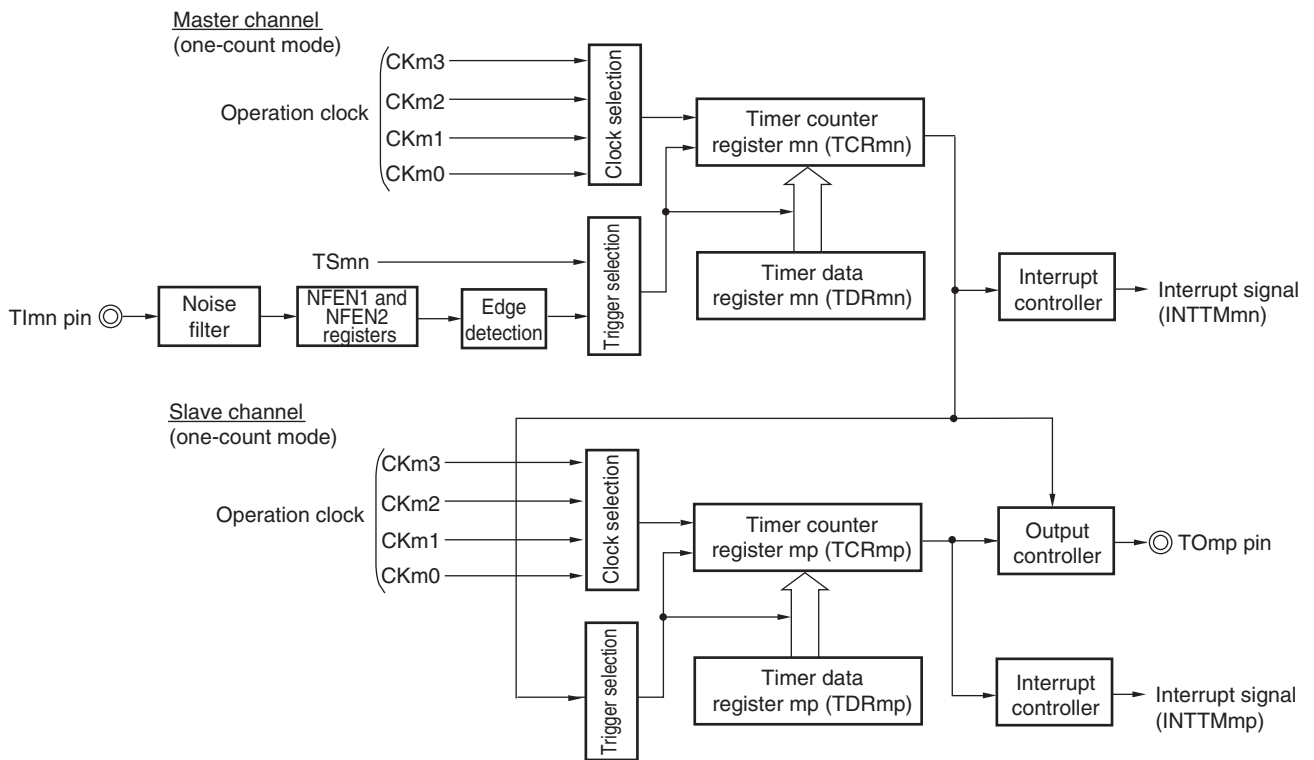 Master channel
(one-count mode)
CKm3
CKm2
Operation clock
CKm1
CKm0
Clock selection
Timer counter
register mn (TCRmn)
TSmn
Trigger selection
Timer data
register mn (TDRmn)
TImn pin
Noise
filter
NFEN1 and
NFEN2
registers
Edge
detection
Interrupt
controller
Interrupt signal
(INTTMmn)
Slave channel
(one-count mode)
CKm3
CKm2
Operation clock
CKm1
CKm0
Clock selection
Timer counter
register mp (TCRmp)
Output
controller
TOmp pin
Trigger selection
Timer data
register mp (TDRmp)
Interrupt
controller
Interrupt signal
(INTTMmp)